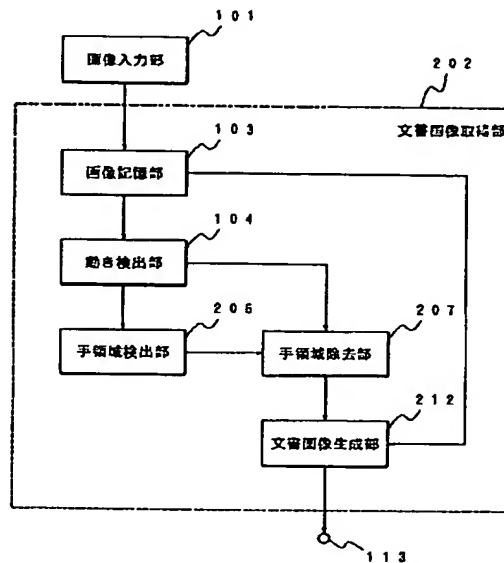 101
画像入力部
202
文書画像取得部
103
画像記憶部
104
動き検出部
205
手領域検出部
207
手領域除去部
212
文書画像生成部
113